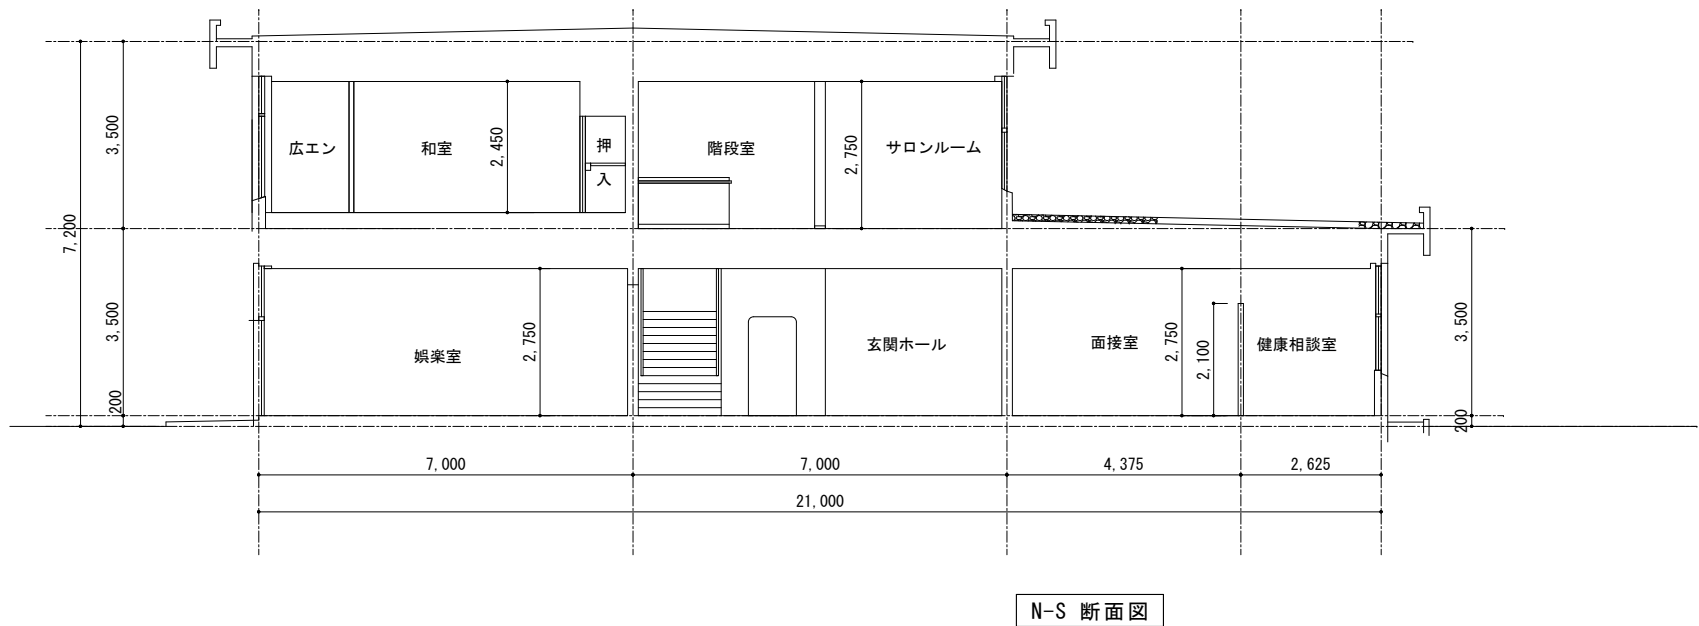 広エン
和室
2,450
押
入
階段室
2,750
サロンルーム
3,500
7,200
3,500
200
娯楽室
2,750
玄関ホール
面接室
2,750
2,100
健康相談室
3,500
200
7,000
7,000
4,375
2,625
21,000
N-S 断面図